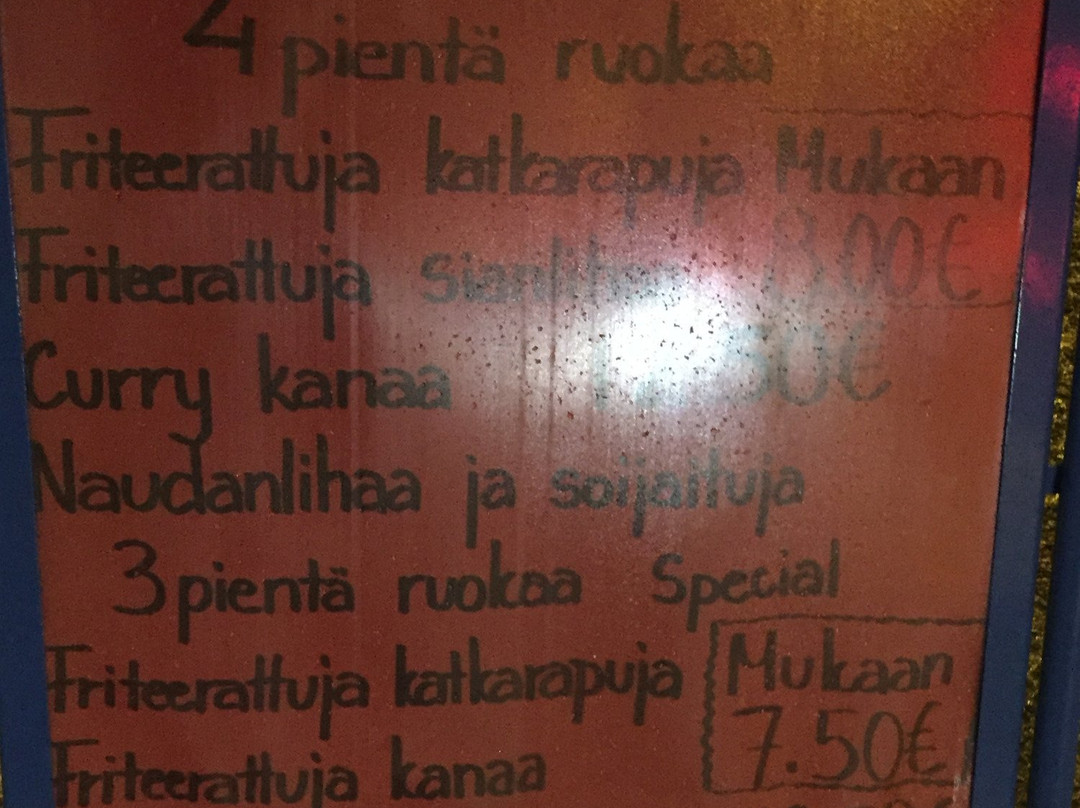 4 pientä ruokaa
Friteerattuja katkarapuja Mukaan
Friteerattuja 8.00€
Curry kanaa
Naudanlihaa ja soijaituja
3 pientä ruokaa Special
Friteerattuja katkarapuja Mukaan
7.50€
Friteerattuja kanaa